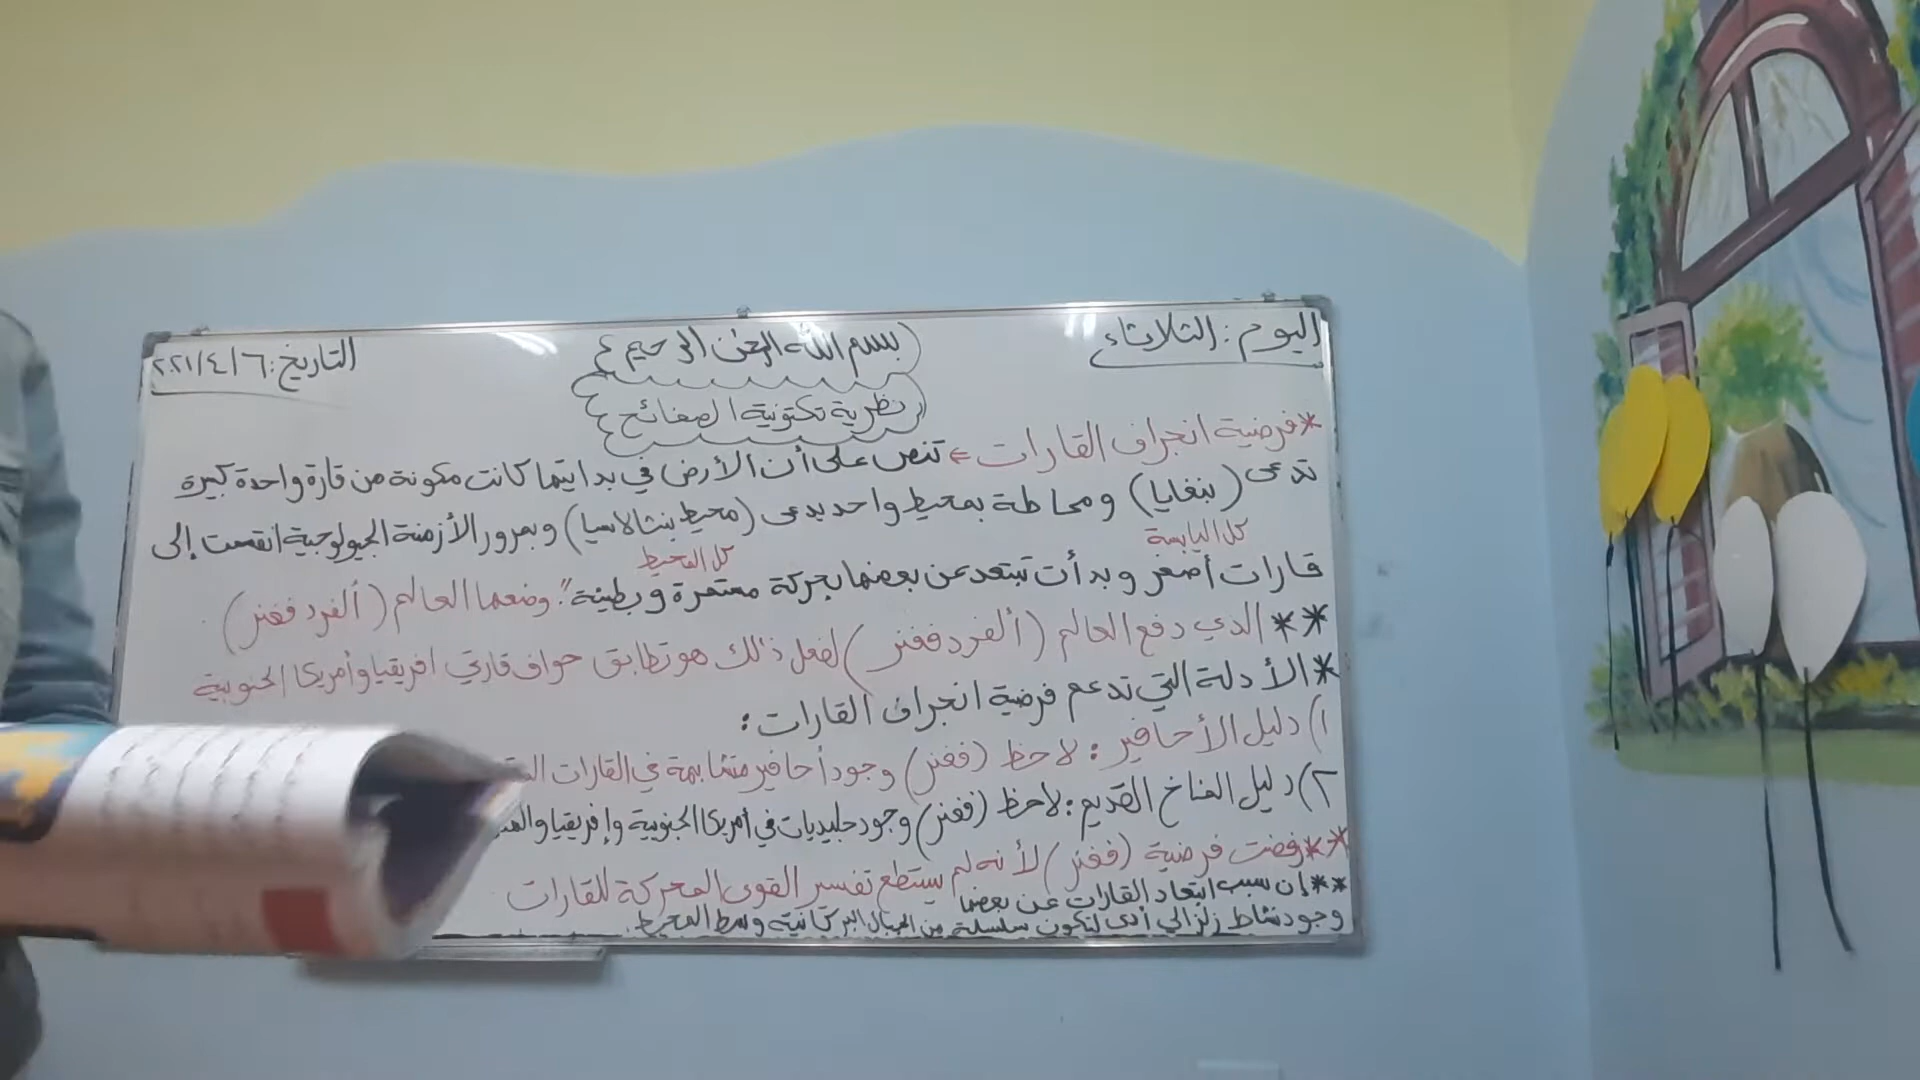 اليوم: الثلاثاء
بسم الله الرحمن الرحيم
التاريخ: ٢٠٢١/٤/٦
نظرية تكتونية الصفائح
*فرضية انجراف القارات ⇐ تنص على أن الأرض في بدايتها كانت مكونة من قارة واحدة كبيرة
تدعى (بنغايا) ومحاطة بمحيط واحد يدعى (محيط بنثالاسيا) وبمرور الأزمنة الجيولوجية انقسمت إلى
كل اليابسة
كل المحيط
قارات أصغر وبدأت تبتعد عن بعضها بحركة مستمرة وبطيئة". وضعها العالم (ألفرد فغنر)
** الذي دفع العالم (ألفرد فغنر) لفعل ذلك هو تطابق حواف قارتي افريقيا وأمريكا الجنوبية
*الأدلة التي تدعم فرضية انجراف القارات:
١) دليل الأحافير: لاحظ (فغنر) وجود أحافير متشابهة في القارات
٢) دليل المناخ القديم: لاحظ (فغنر) وجود جليديات في أمريكا الجنوبية وإفريقيا
**رفضت فرضية (فغنر) لأنه لم يستطع تفسير القوى المحركة للقارات
**إن سبب ابتعاد القارات عن بعضها
وجود نشاط زلزالي أدى لتكون سلسلة من الجبال البركانية وسط المحيط.